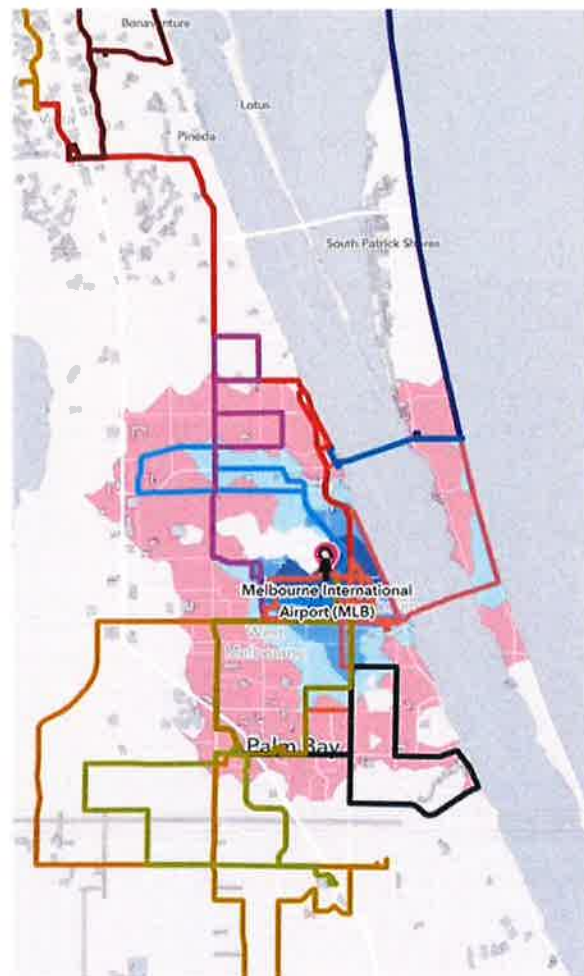 Bonaventure
Lotus
Pineda
South Patrick Shores
Melbourne International
Airport (MLB)
West
Melbourne
Palm Bay